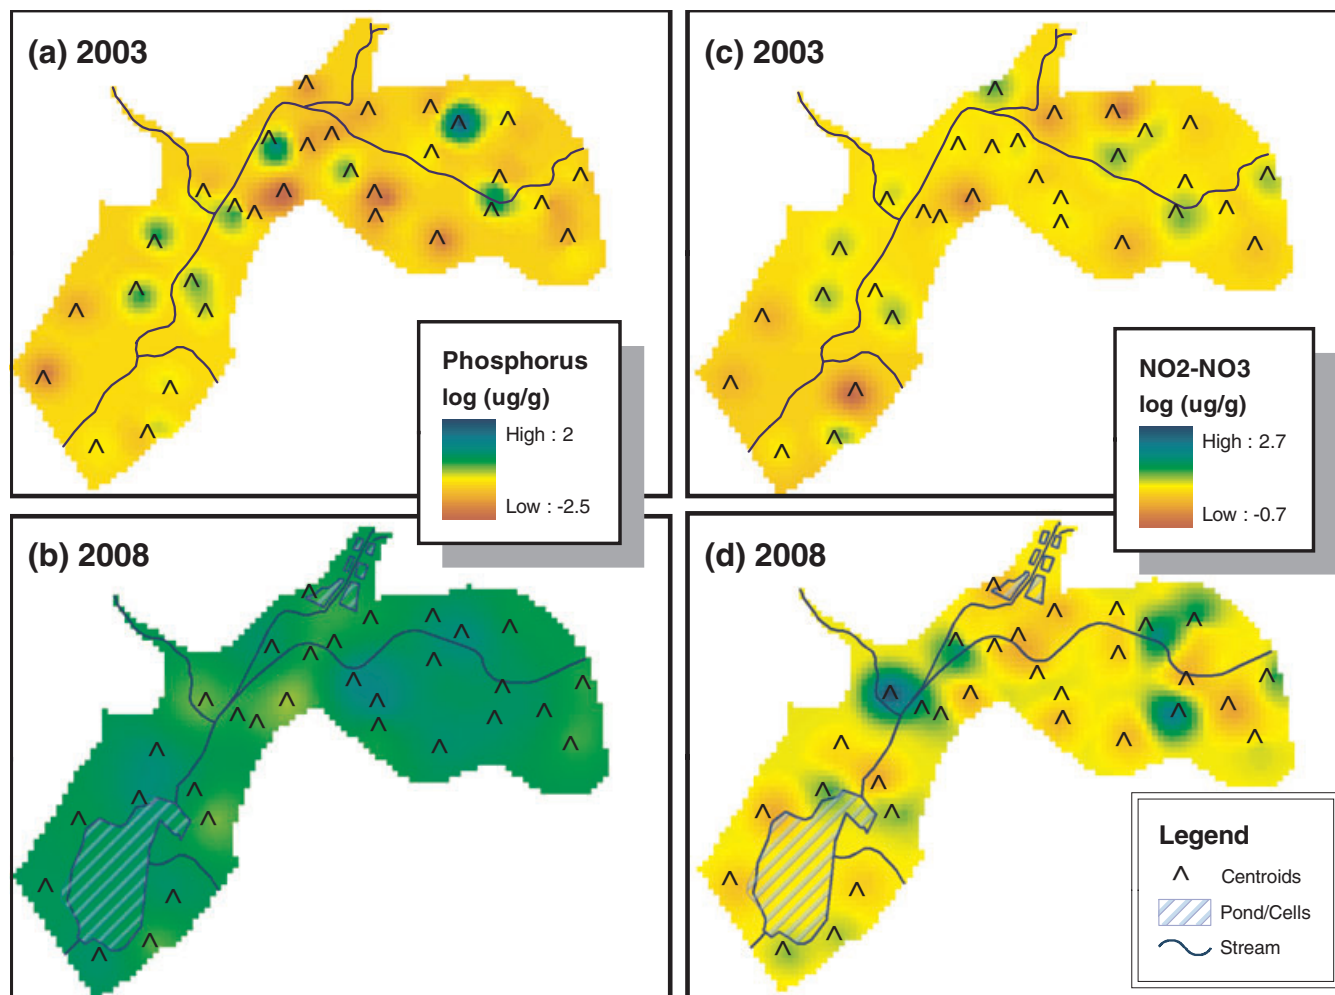 (a) 2003
(c) 2003
Phosphorus
log (ug/g)
High : 2
Low : -2.5
NO2-NO3
log (ug/g)
High : 2.7
Low : -0.7
(b) 2008
(d) 2008
Legend
Centroids
Pond/Cells
Stream